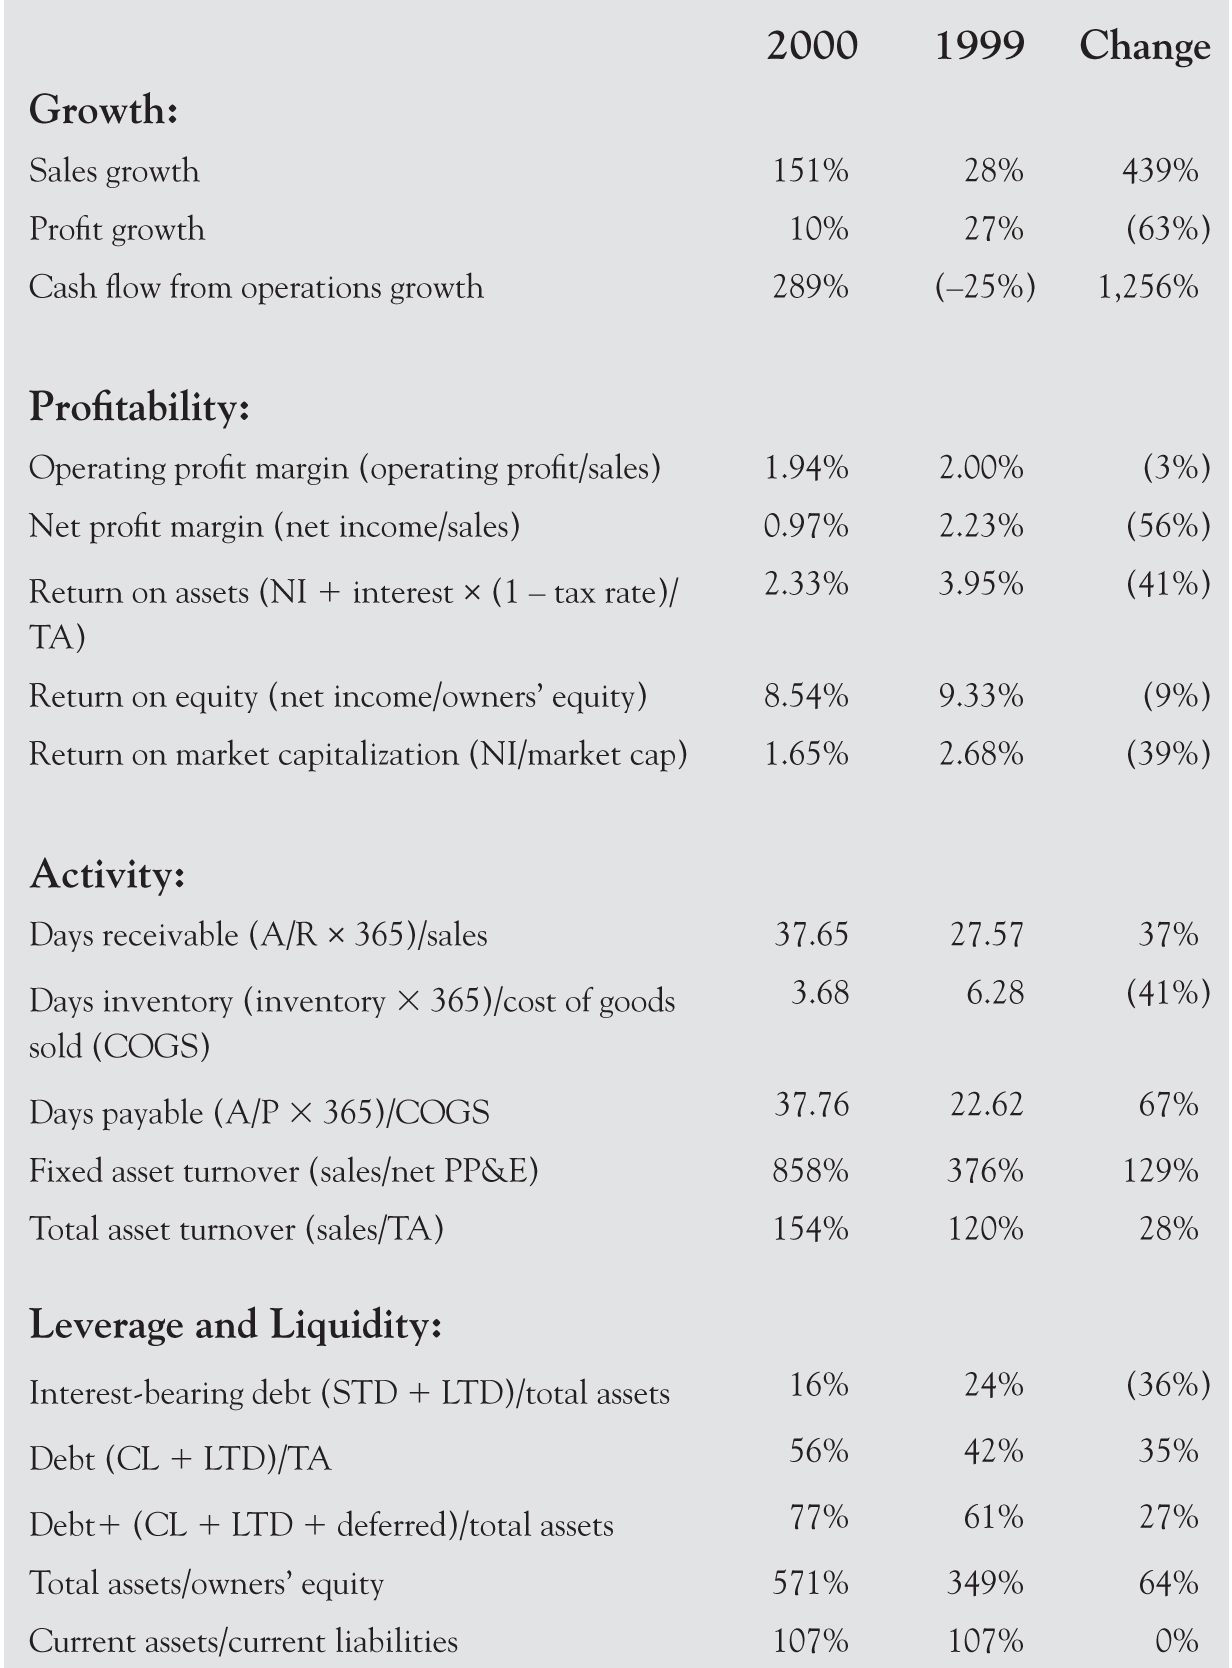 2000 1999 Change
Growth:
Sales growth 151% 28% 439%
Profit growth 10% 27% (63%)
Cash flow from operations growth 289% (–25%) 1,256%
Profitability:
Operating profit margin (operating profit/sales) 1.94% 2.00% (3%)
Net profit margin (net income/sales) 0.97% 2.23% (56%)
Return on assets (NI + interest × (1 – tax rate)/ 2.33% 3.95% (41%)
TA)
Return on equity (net income/owners’ equity) 8.54% 9.33% (9%)
Return on market capitalization (NI/market cap) 1.65% 2.68% (39%)
Activity:
Days receivable (A/R × 365)/sales 37.65 27.57 37%
Days inventory (inventory × 365)/cost of goods 3.68 6.28 (41%)
sold (COGS)
Days payable (A/P × 365)/COGS 37.76 22.62 67%
Fixed asset turnover (sales/net PP&E) 858% 376% 129%
Total asset turnover (sales/TA) 154% 120% 28%
Leverage and Liquidity:
Interest-bearing debt (STD + LTD)/total assets 16% 24% (36%)
Debt (CL + LTD)/TA 56% 42% 35%
Debt+ (CL + LTD + deferred)/total assets 77% 61% 27%
Total assets/owners’ equity 571% 349% 64%
Current assets/current liabilities 107% 107% 0%